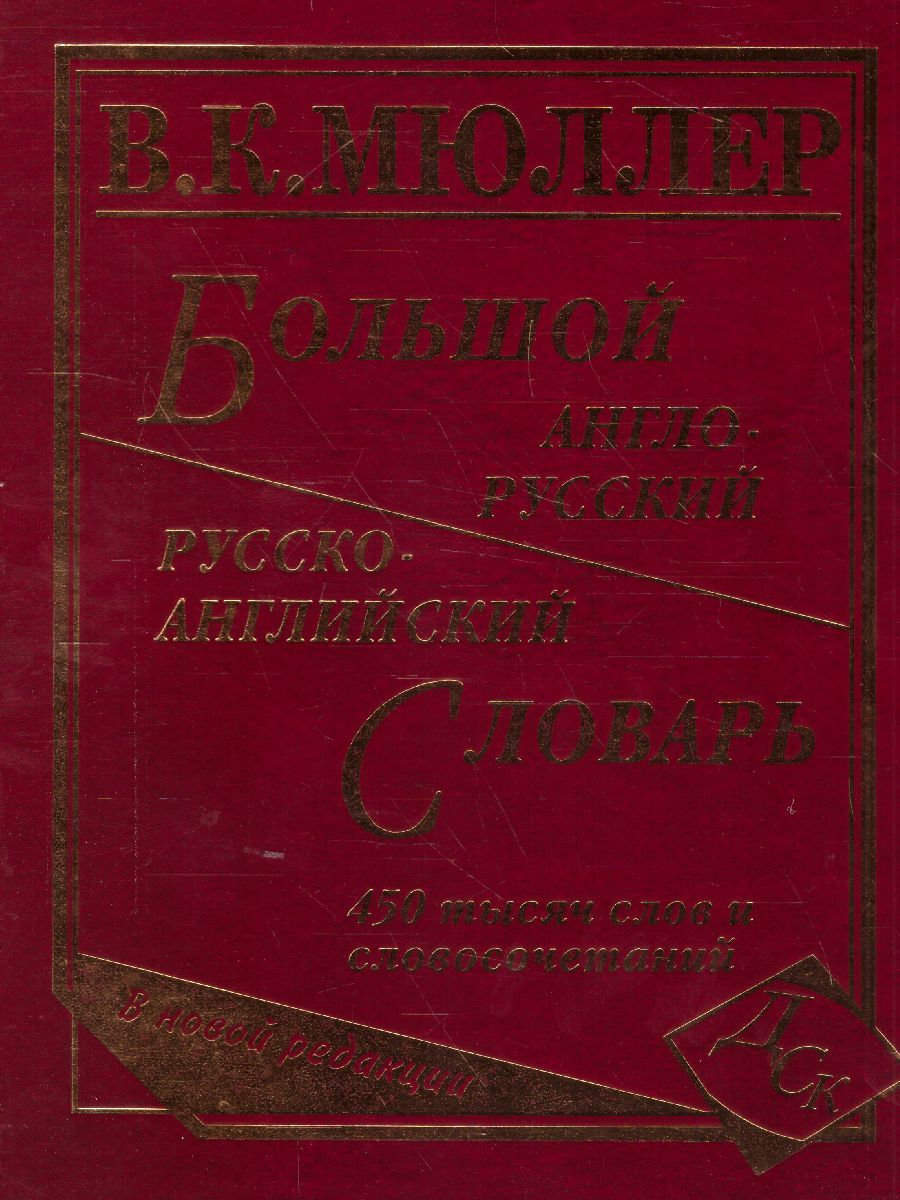 В.К.МЮЛЛЕР
БОЛЬШОЙ
АНГЛО-
РУССКИЙ
РУССКО-
АНГЛИЙСКИЙ
СЛОВАРЬ
450 тысяч слов и
словосочетаний
В новой редакции
ДСК